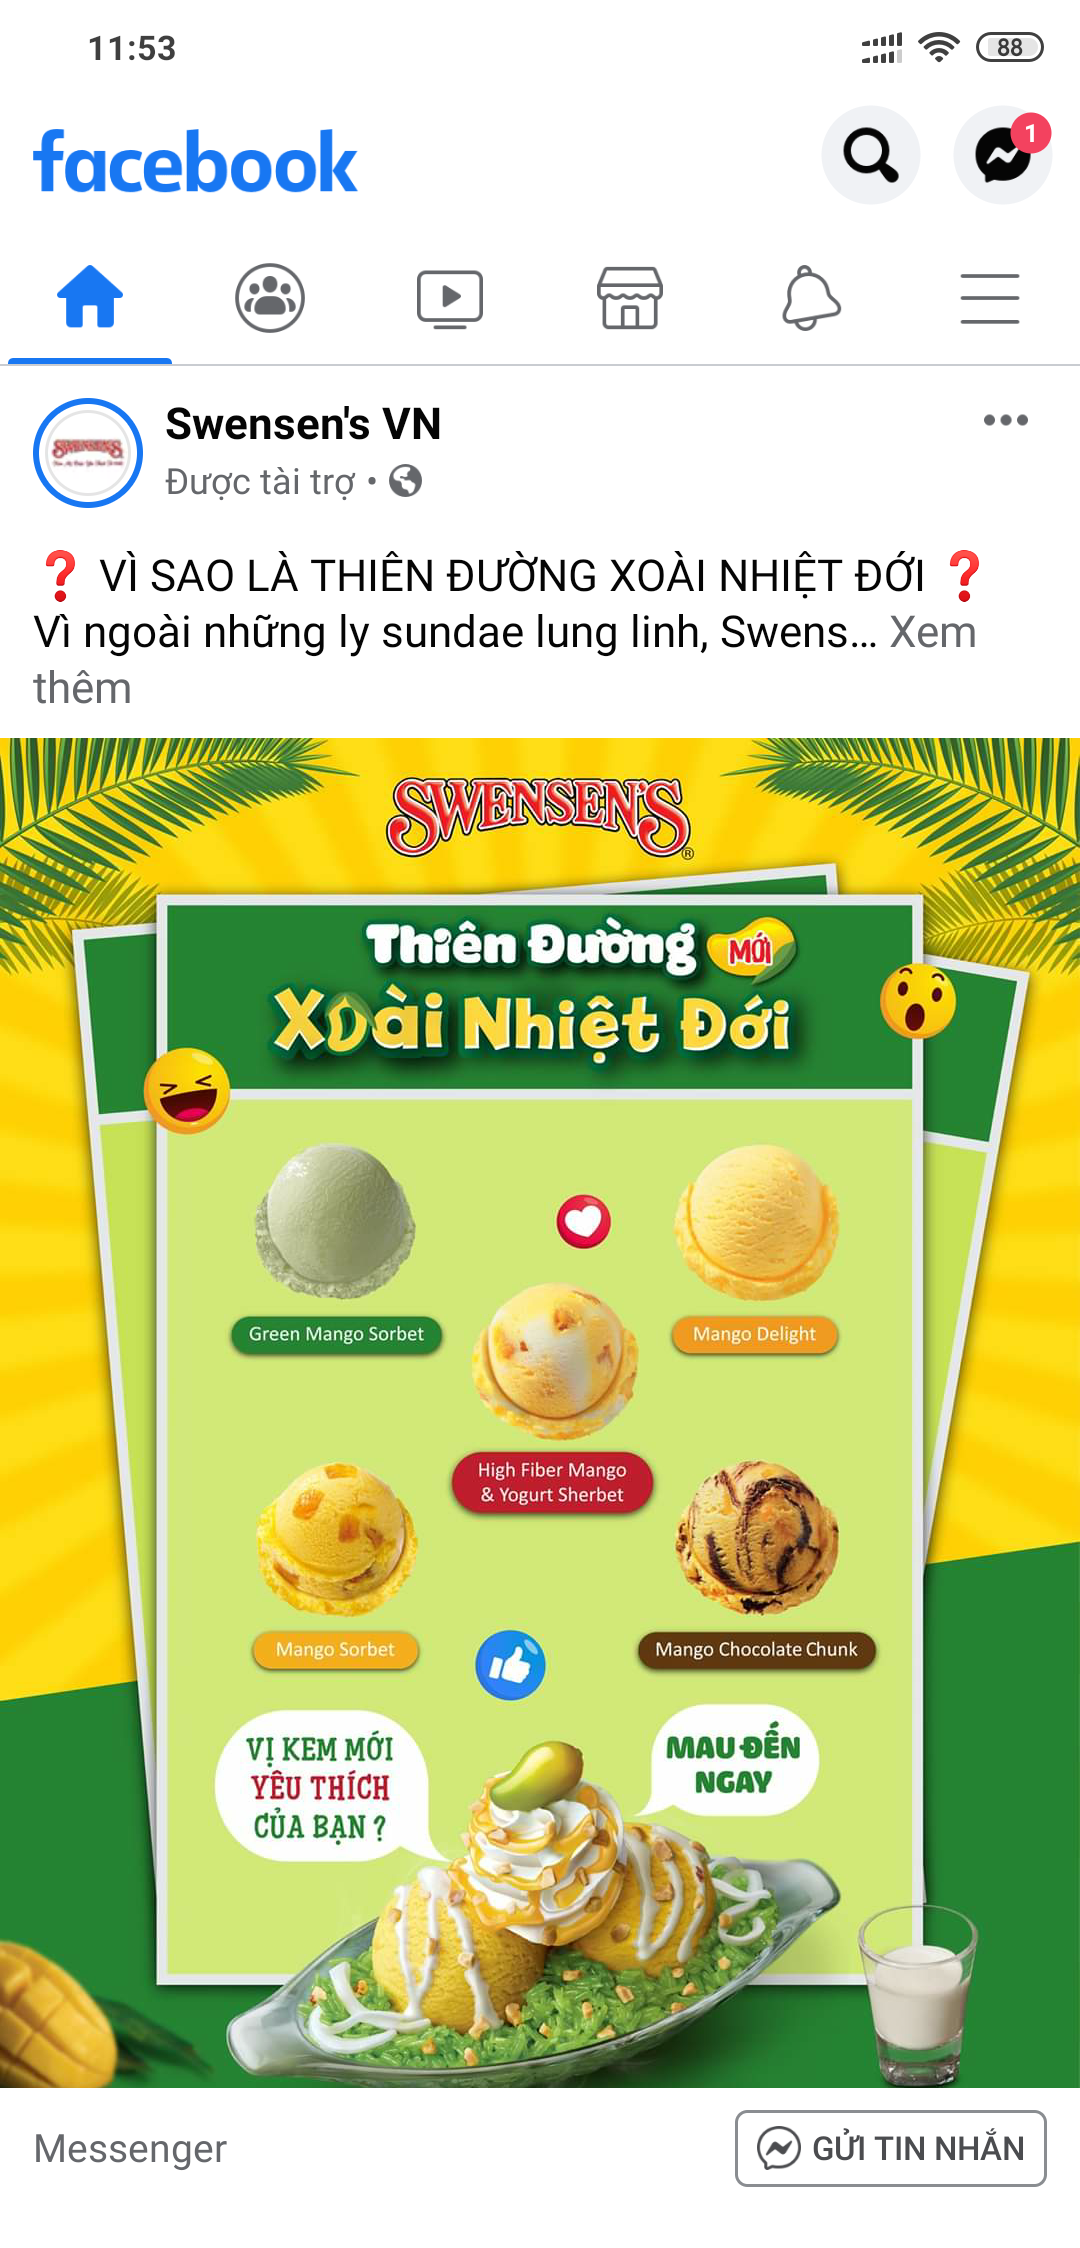 11:53
88
facebook
1
Swensen's VN
Được tài trợ •
❓ VÌ SAO LÀ THIÊN ĐƯỜNG XOÀI NHIỆT ĐỚI ❓
Vì ngoài những ly sundae lung linh, Swens... Xem
thêm
SWENSEN'S®
Thiên Đường MỚI
Xoài Nhiệt Đới
Green Mango Sorbet
Mango Delight
High Fiber Mango
& Yogurt Sherbet
Mango Sorbet
Mango Chocolate Chunk
VỊ KEM MỚI
YÊU THÍCH
CỦA BẠN ?
MAU ĐẾN
NGAY
Messenger
GỬI TIN NHẮN